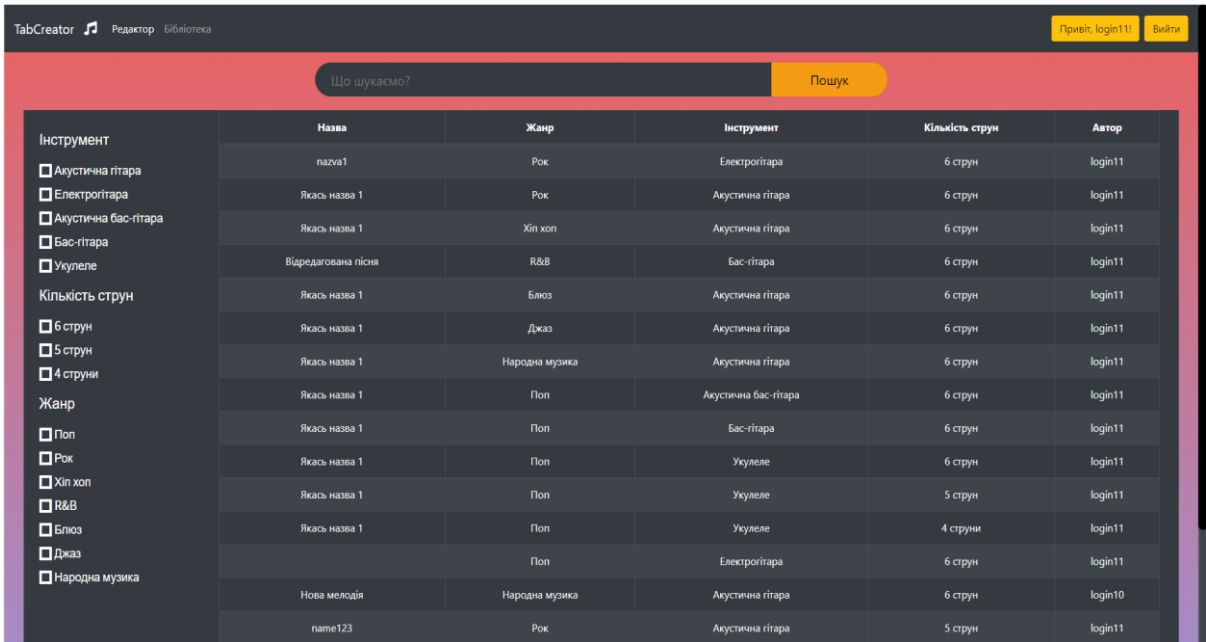 TabCreator Редактор Бібліотека Привіт, login11! Вийти
Що шукаємо? Пошук
Інструмент
Акустична гітара
Електрогітара
Акустична бас-гітара
Бас-гітара
Укулеле
Кількість струн
6 струн
5 струн
4 струни
Жанр
Поп
Рок
Хіп хоп
R&B
Блюз
Джаз
Народна музика
Назва Жанр Інструмент Кількість струн Автор
nazva1 Рок Електрогітара 6 струн login11
Якась назва 1 Рок Акустична гітара 6 струн login11
Якась назва 1 Хіп хоп Акустична гітара 6 струн login11
Відредагована пісня R&B Бас-гітара 6 струн login11
Якась назва 1 Блюз Акустична гітара 6 струн login11
Якась назва 1 Джаз Акустична гітара 6 струн login11
Якась назва 1 Народна музика Акустична гітара 6 струн login11
Якась назва 1 Поп Акустична бас-гітара 6 струн login11
Якась назва 1 Поп Бас-гітара 6 струн login11
Якась назва 1 Поп Укулеле 6 струн login11
Якась назва 1 Поп Укулеле 5 струн login11
Якась назва 1 Поп Укулеле 4 струни login11
Поп Електрогітара 6 струн login11
Нова мелодія Народна музика Акустична гітара 6 струн login10
name123 Рок Акустична гітара 5 струн login11